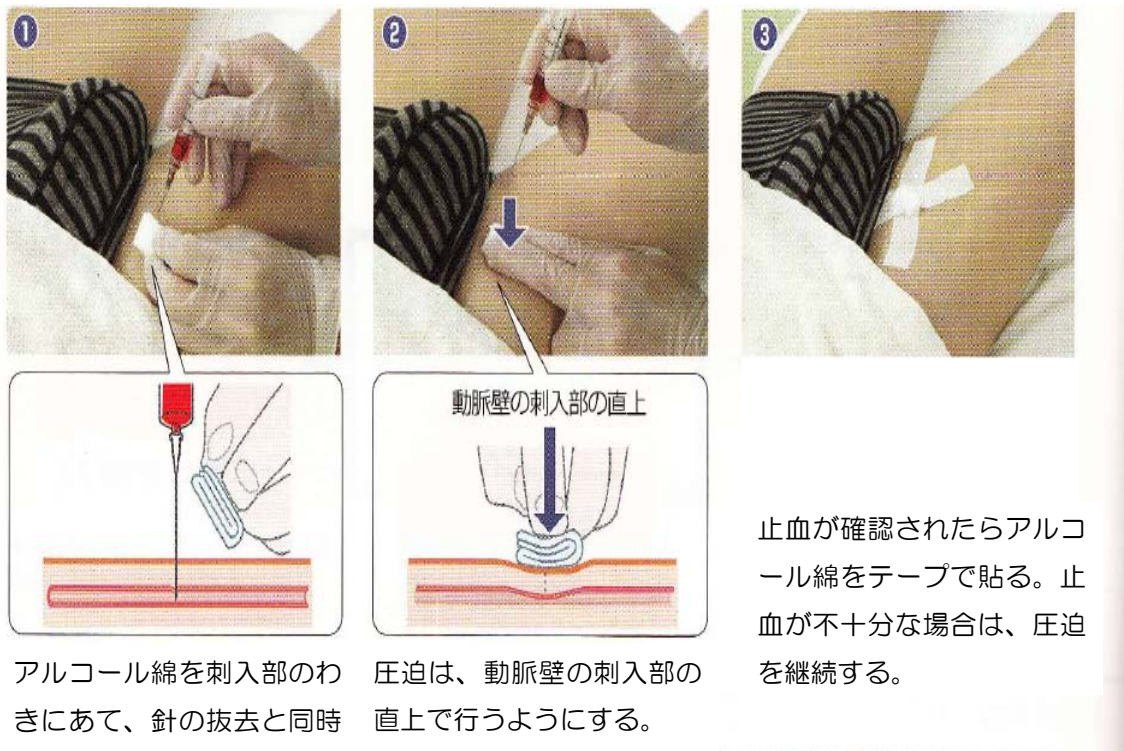 1
2
3
動脈壁の刺入部の直上
アルコール綿を刺入部のわ
きにあて、針の抜去と同時
圧迫は、動脈壁の刺入部の
直上で行うようにする。
止血が確認されたらアルコ
ール綿をテープで貼る。止
血が不十分な場合は、圧迫
を継続する。